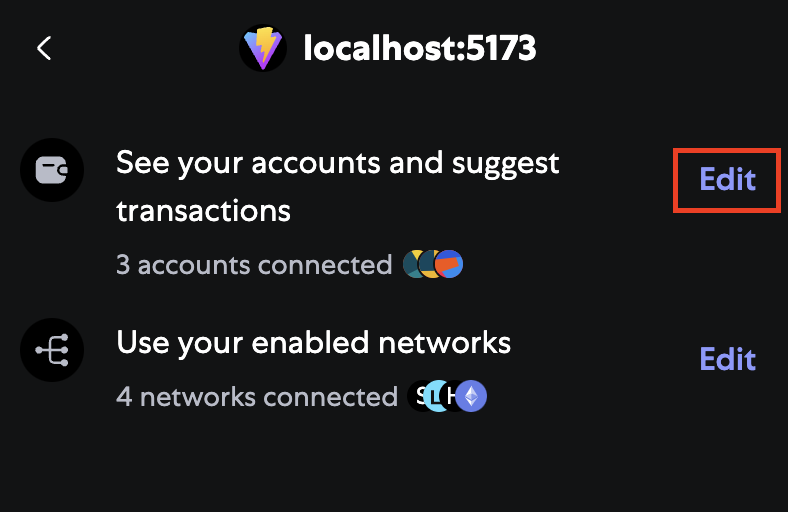 localhost:5173
See your accounts and suggest
transactions
Edit
3 accounts connected
Use your enabled networks
Edit
4 networks connected